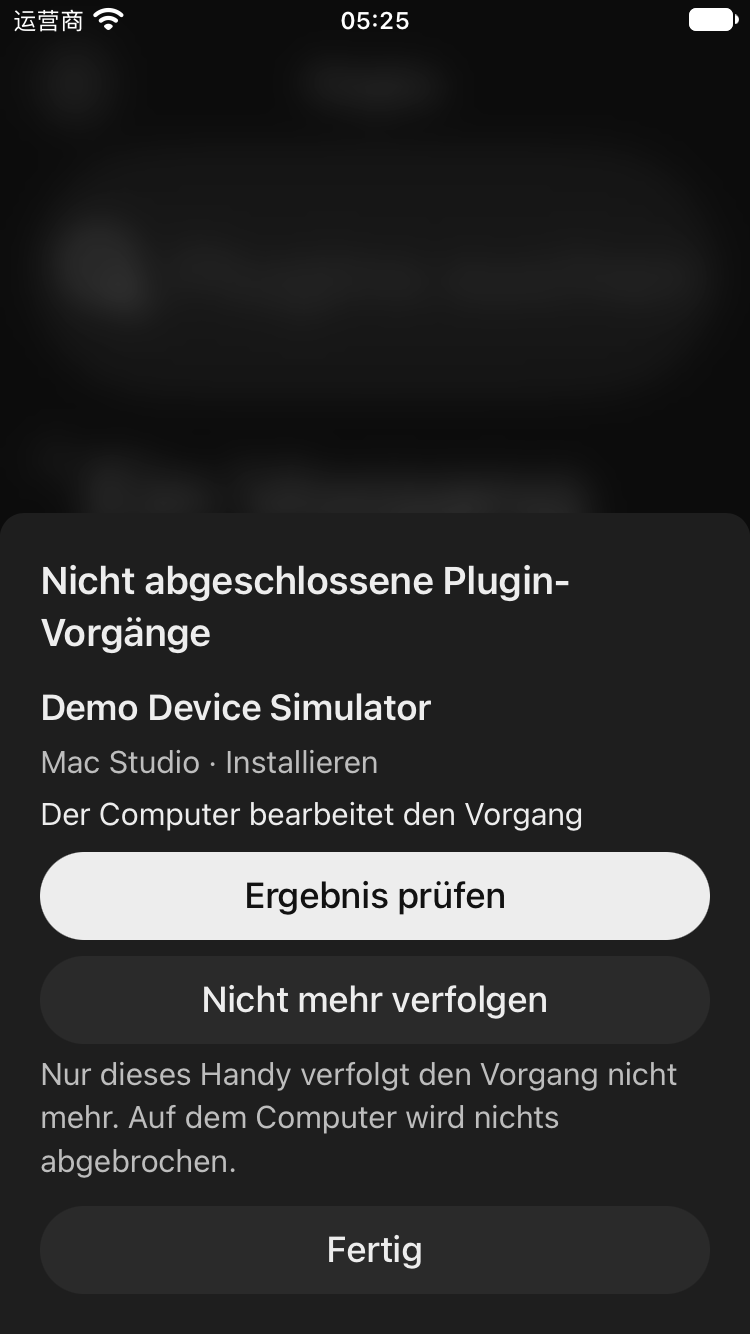 运营商
05:25
Nicht abgeschlossene Plugin-
Vorgänge
Demo Device Simulator
Mac Studio · Installieren
Der Computer bearbeitet den Vorgang
Ergebnis prüfen
Nicht mehr verfolgen
Nur dieses Handy verfolgt den Vorgang nicht
mehr. Auf dem Computer wird nichts
abgebrochen.
Fertig